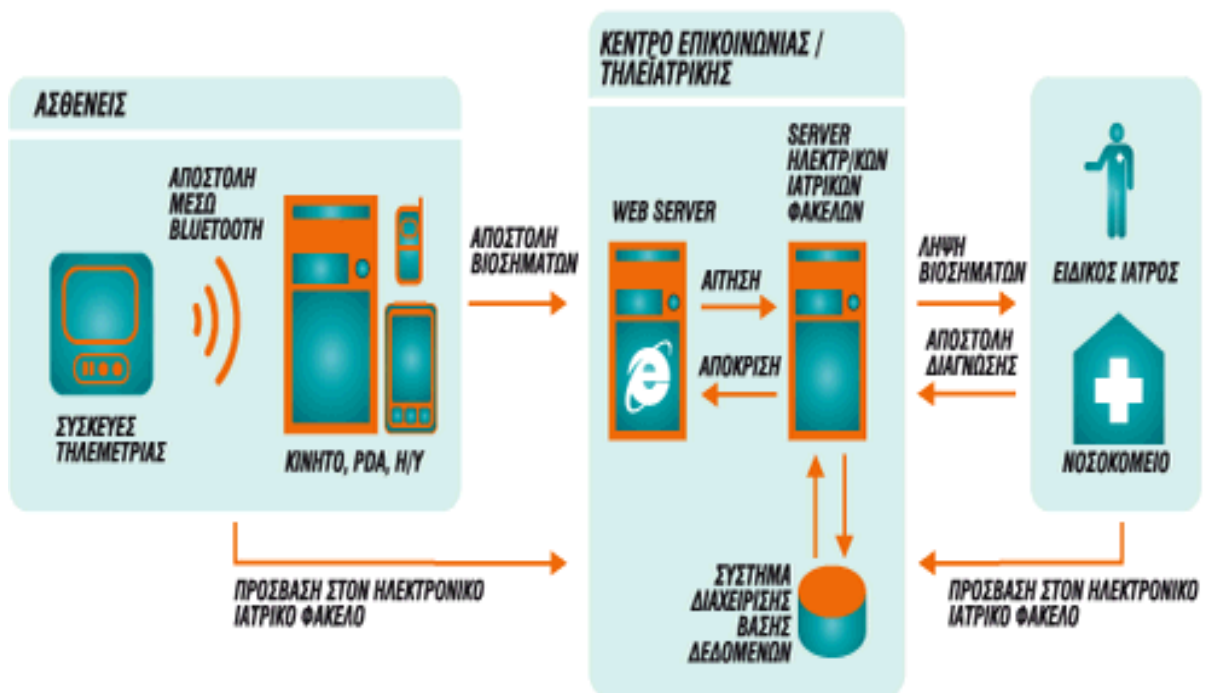 ΑΣΘΕΝΕΙΣ
ΑΠΟΣΤΟΛΗ
ΜΕΣΩ
BLUETOOTH
ΣΥΣΚΕΥΕΣ
ΤΗΛΕΜΕΤΡΙΑΣ
ΚΙΝΗΤΟ, PDA, Η/Υ
ΑΠΟΣΤΟΛΗ
ΒΙΟΣΗΜΑΤΩΝ
ΠΡΟΣΒΑΣΗ ΣΤΟΝ ΗΛΕΚΤΡΟΝΙΚΟ
ΙΑΤΡΙΚΟ ΦΑΚΕΛΟ
ΚΕΝΤΡΟ ΕΠΙΚΟΙΝΩΝΙΑΣ /
ΤΗΛΕΪΑΤΡΙΚΗΣ
WEB SERVER
SERVER
ΗΛΕΚΤΡ/ΚΩΝ
ΙΑΤΡΙΚΩΝ
ΦΑΚΕΛΩΝ
ΑΙΤΗΣΗ
ΑΠΟΚΡΙΣΗ
ΣΥΣΤΗΜΑ
ΔΙΑΧΕΙΡΙΣΗΣ
ΒΑΣΗΣ
ΔΕΔΟΜΕΝΩΝ
ΛΗΨΗ
ΒΙΟΣΗΜΑΤΩΝ
ΑΠΟΣΤΟΛΗ
ΔΙΑΓΝΩΣΗΣ
ΕΙΔΙΚΟΣ ΙΑΤΡΟΣ
ΝΟΣΟΚΟΜΕΙΟ
ΠΡΟΣΒΑΣΗ ΣΤΟΝ ΗΛΕΚΤΡΟΝΙΚΟ
ΙΑΤΡΙΚΟ ΦΑΚΕΛΟ